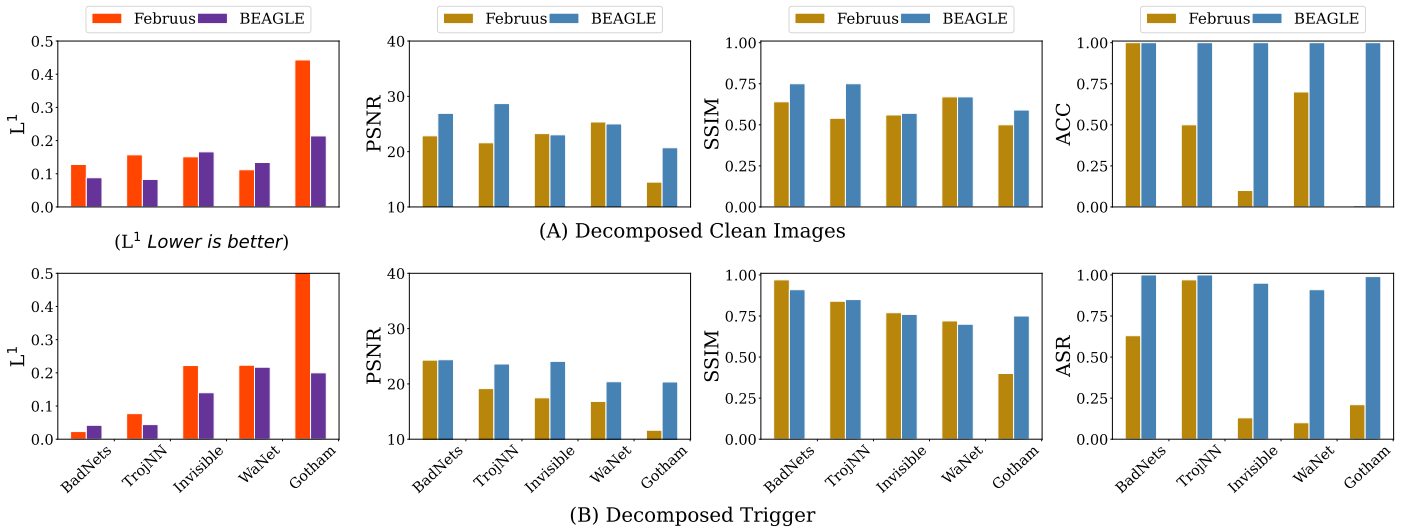 Februus BEAGLE
Februus BEAGLE
Februus BEAGLE
Februus BEAGLE
L¹
0.5
0.4
0.3
0.2
0.1
0.0
PSNR
40
30
20
10
SSIM
1.00
0.75
0.50
0.25
0.00
ACC
1.00
0.75
0.50
0.25
0.00
(L¹ Lower is better)
(A) Decomposed Clean Images
L¹
0.5
0.4
0.3
0.2
0.1
0.0
BadNets
TrojNN
Invisible
WaNet
Gotham
PSNR
40
30
20
10
BadNets
TrojNN
Invisible
WaNet
Gotham
SSIM
1.00
0.75
0.50
0.25
0.00
BadNets
TrojNN
Invisible
WaNet
Gotham
ASR
1.00
0.75
0.50
0.25
0.00
BadNets
TrojNN
Invisible
WaNet
Gotham
(B) Decomposed Trigger